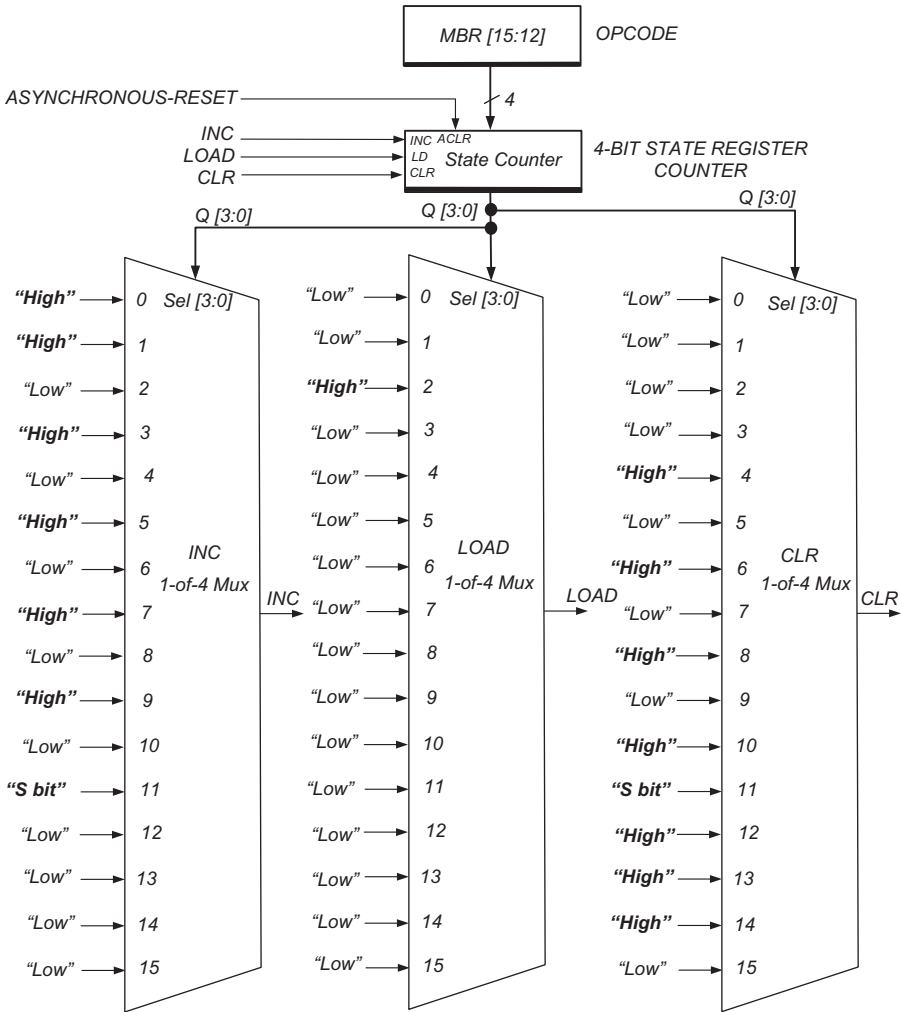 MBR [15:12] OPCODE
4
ASYNCHRONOUS-RESET
INC
LOAD
CLR
INC ACLR
LD
CLR
State Counter
4-BIT STATE REGISTER
COUNTER
Q [3:0] Q [3:0] Q [3:0]
“High” 0 Sel [3:0]
“High” 1
“Low” 2
“High” 3
“Low” 4
“High” 5
“Low” 6
“High” 7
“Low” 8
“High” 9
“Low” 10
“S bit” 11
“Low” 12
“Low” 13
“Low” 14
“Low” 15
INC
1-of-4 Mux
INC
“Low” 0 Sel [3:0]
“Low” 1
“High” 2
“Low” 3
“Low” 4
“Low” 5
“Low” 6
“Low” 7
“Low” 8
“Low” 9
“Low” 10
“Low” 11
“Low” 12
“Low” 13
“Low” 14
“Low” 15
LOAD
1-of-4 Mux
LOAD
“Low” 0 Sel [3:0]
“Low” 1
“Low” 2
“Low” 3
“High” 4
“Low” 5
“High” 6
“Low” 7
“High” 8
“Low” 9
“High” 10
“S bit” 11
“High” 12
“High” 13
“High” 14
“Low” 15
CLR
1-of-4 Mux
CLR